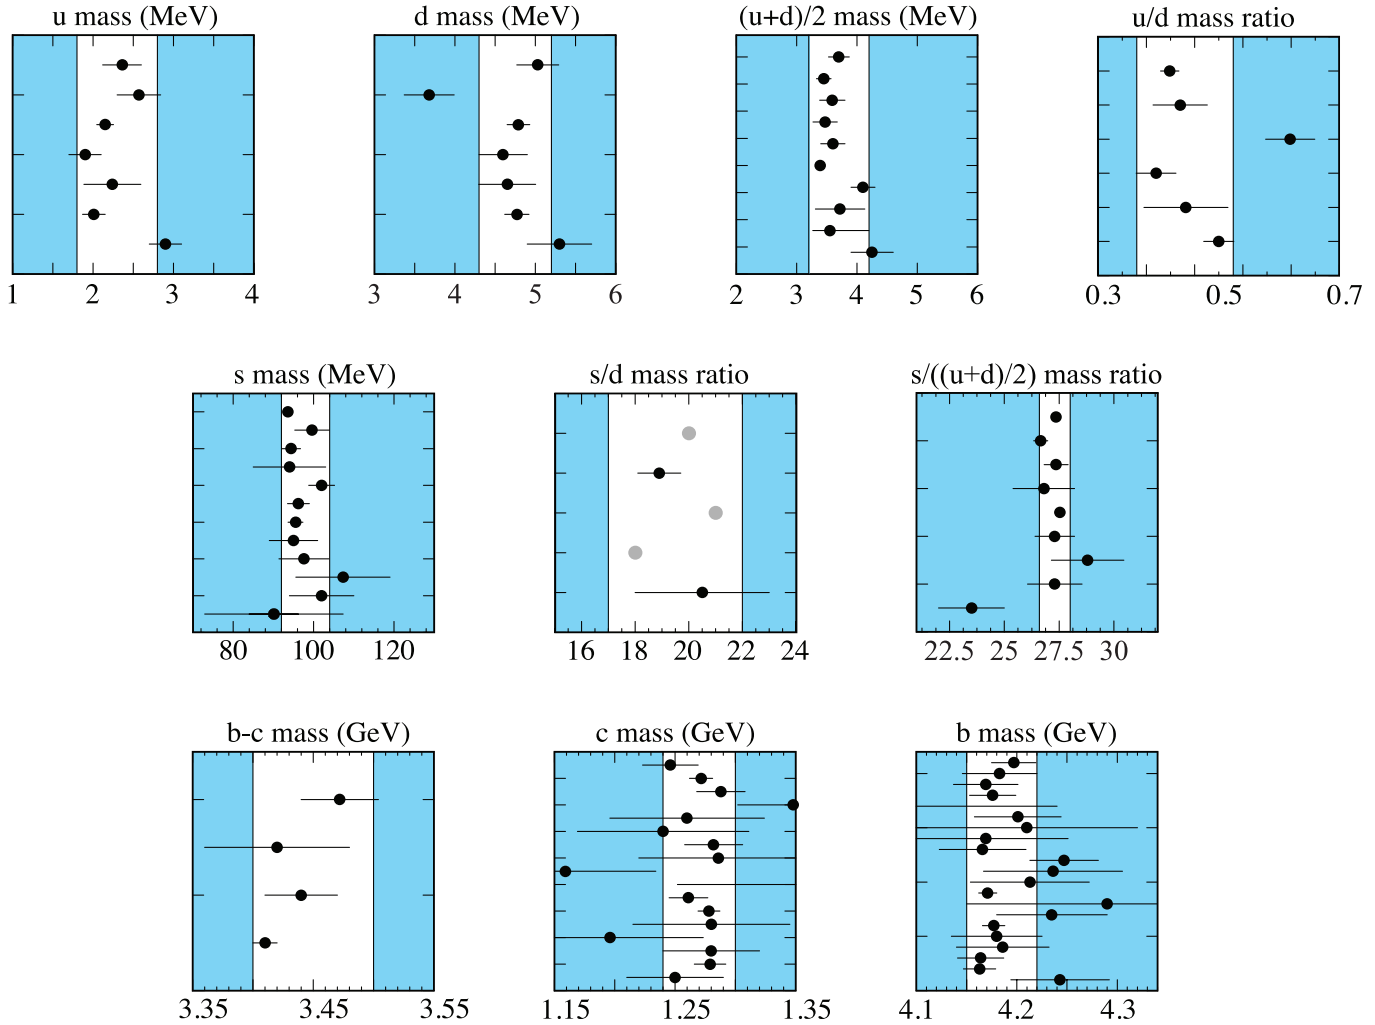 u mass (MeV) d mass (MeV) (u+d)/2 mass (MeV) u/d mass ratio
1 2 3 4 3 4 5 6 2 3 4 5 6 0.3 0.5 0.7
s mass (MeV) s/d mass ratio s/((u+d)/2) mass ratio
80 100 120 16 18 20 22 24 22.5 25 27.5 30
b-c mass (GeV) c mass (GeV) b mass (GeV)
3.35 3.45 3.55 1.15 1.25 1.35 4.1 4.2 4.3